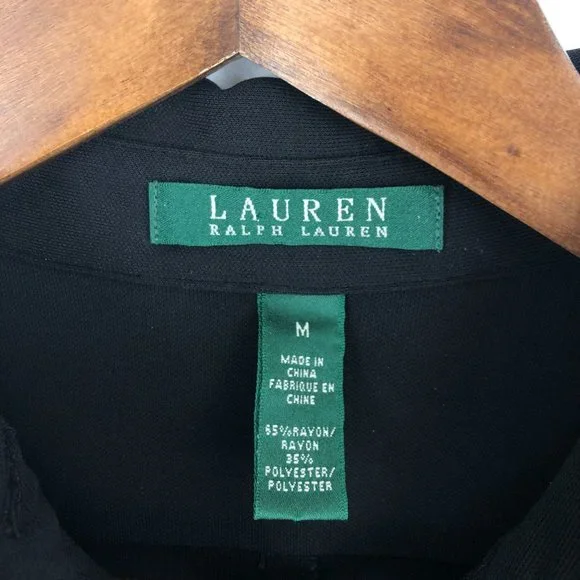 LAUREN
RALPH LAUREN
M
MADE IN
CHINA
FABRIQUE EN
CHINE
65%RAYON/
RAYON
35%
POLYESTER/
POLYESTER